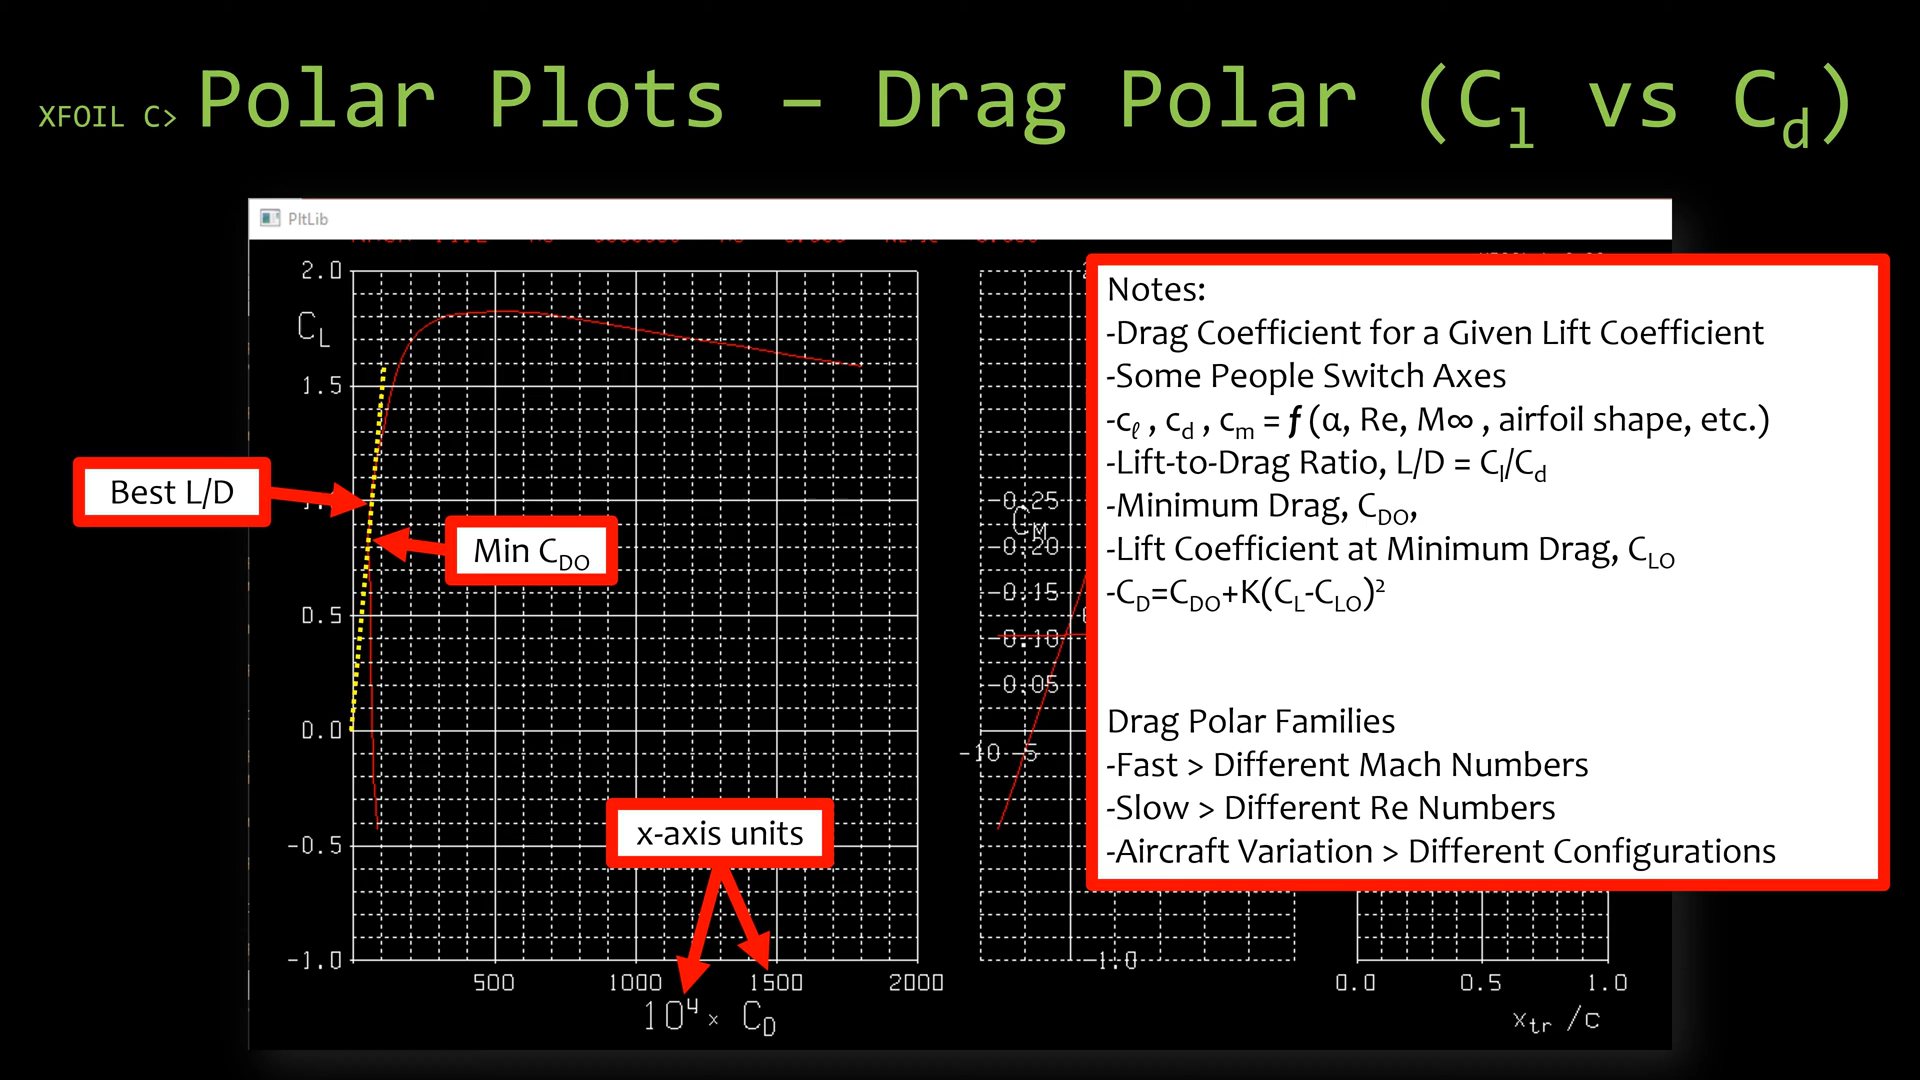 XFOIL C> Polar Plots – Drag Polar (Cl vs Cd)
PltLib
2.0
CL
1.5
0.5
0.0
-0.5
-1.0
500 1000 1500 2000
10⁴ x CD
Best L/D
Min CDO
x-axis units
-0.25
CM
-0.20
-0.15
-0.10
-0.05
-10 -5
-1.0
0.0 0.5 1.0
xtr /c
Notes:
-Drag Coefficient for a Given Lift Coefficient
-Some People Switch Axes
-cℓ , cd , cm = f (α, Re, M∞ , airfoil shape, etc.)
-Lift-to-Drag Ratio, L/D = Cl/Cd
-Minimum Drag, CDO,
-Lift Coefficient at Minimum Drag, CLO
-CD=CDO+K(CL-CLO)²
Drag Polar Families
-Fast > Different Mach Numbers
-Slow > Different Re Numbers
-Aircraft Variation > Different Configurations